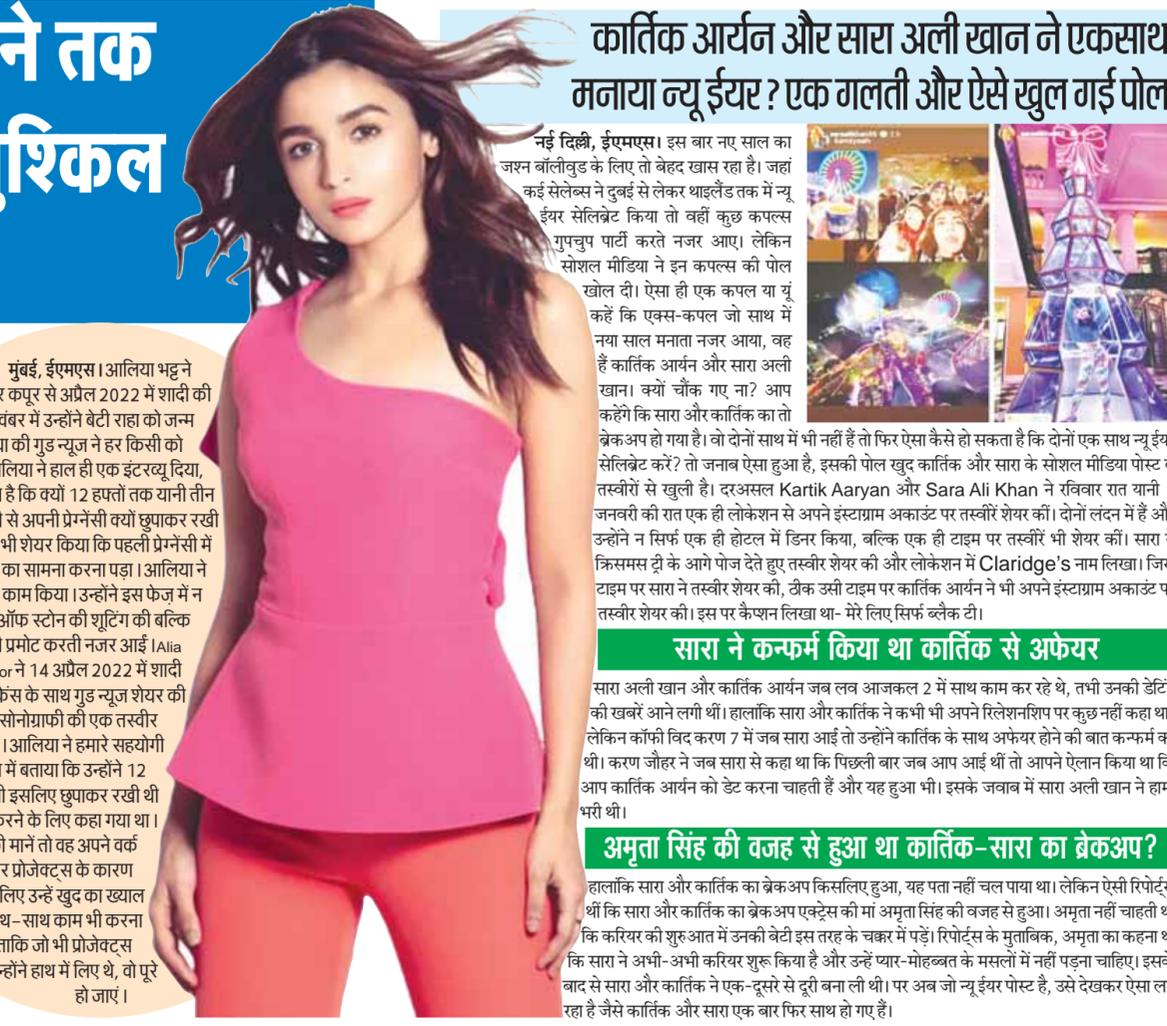 ने तक
श्किल
मुंबई, ईएमएस। आलिया भट्ट ने
कपूर से अप्रैल 2022 में शादी की
में उन्होंने बेटी राहा को जन्म
की गुड न्यूज ने हर किसी को
ने हाल ही एक इंटरव्यू दिया,
है कि क्यों 12 हफ्तों तक यानी तीन
से अपनी प्रेग्नेंसी क्यों छुपाकर रखी
भी शेयर किया कि पहली प्रेग्नेंसी में
का सामना करना पड़ा। आलिया ने
काम किया। उन्होंने इस फेज़ में न
ऑफ स्टोन की शूटिंग की बल्कि
प्रमोट करती नजर आईं। Alia
or ने 14 अप्रैल 2022 में शादी
के साथ गुड न्यूज शेयर की
सोनोग्राफी की एक तस्वीर
। आलिया ने हमारे सहयोगी
में बताया कि उन्होंने 12
इसलिए छुपाकर रखी थी
करने के लिए कहा गया था।
मानें तो वह अपने वर्क
र प्रोजेक्ट्स के कारण
लिए उन्हें खुद का ख्याल
थ-साथ काम भी करना
ताकि जो भी प्रोजेक्ट्स
न्होंने हाथ में लिए थे, वो पूरे
हो जाएं।
कार्तिक आर्यन और सारा अली खान ने एकसाथ
मनाया न्यू ईयर? एक गलती और ऐसे खुल गई पोल
नई दिल्ली, ईएमएस। इस बार नए साल का
जश्न बॉलीवुड के लिए तो बेहद खास रहा है। जहां
कई सेलेब्स ने दुबई से लेकर थाइलैंड तक में न्यू
ईयर सेलिब्रेट किया तो वहीं कुछ कपल्स
गुपचुप पार्टी करते नजर आए। लेकिन
सोशल मीडिया ने इन कपल्स की पोल
खोल दी। ऐसा ही एक कपल या यूं
कहें कि एक्स-कपल जो साथ में
नया साल मनाता नजर आया, वह
हैं कार्तिक आर्यन और सारा अली
खान। क्यों चौंक गए ना? आप
कहेंगे कि सारा और कार्तिक का तो
ब्रेकअप हो गया है। वो दोनों साथ में भी नहीं हैं तो फिर ऐसा कैसे हो सकता है कि दोनों एक साथ न्यू ईय
सेलिब्रेट करें? तो जनाब ऐसा हुआ है, इसकी पोल खुद कार्तिक और सारा के सोशल मीडिया पोस्ट
तस्वीरों से खुली है। दरअसल Kartik Aaryan और Sara Ali Khan ने रविवार रात यानी
जनवरी की रात एक ही लोकेशन से अपने इंस्टाग्राम अकाउंट पर तस्वीरें शेयर कीं। दोनों लंदन में हैं औ
उन्होंने न सिर्फ एक ही होटल में डिनर किया, बल्कि एक ही टाइम पर तस्वीरें भी शेयर कीं। सारा
क्रिसमस ट्री के आगे पोज देते हुए तस्वीर शेयर की और लोकेशन में Claridge's नाम लिखा। जिस
टाइम पर सारा ने तस्वीर शेयर की, ठीक उसी टाइम पर कार्तिक आर्यन ने भी अपने इंस्टाग्राम अकाउंट प
तस्वीर शेयर की। इस पर कैप्शन लिखा था- मेरे लिए सिर्फ ब्लैक टी।
सारा ने कन्फर्म किया था कार्तिक से अफेयर
सारा अली खान और कार्तिक आर्यन जब लव आजकल 2 में साथ काम कर रहे थे, तभी उनकी डेटिं
की खबरें आने लगी थीं। हालांकि सारा और कार्तिक ने कभी भी अपने रिलेशनशिप पर कुछ नहीं कहा था
लेकिन कॉफी विद करण 7 में जब सारा आईं तो उन्होंने कार्तिक के साथ अफेयर होने की बात कन्फर्म क
थी। करण जौहर ने जब सारा से कहा था कि पिछली बार जब आप आई थीं तो आपने ऐलान किया था कि
आप कार्तिक आर्यन को डेट करना चाहती हैं और यह हुआ भी। इसके जवाब में सारा अली खान ने हाम
भरी थी।
अमृता सिंह की वजह से हुआ था कार्तिक-सारा का ब्रेकअप?
हालांकि सारा और कार्तिक का ब्रेकअप किसलिए हुआ, यह पता नहीं चल पाया था। लेकिन ऐसी रिपोर्ट्स
थीं कि सारा और कार्तिक का ब्रेकअप एक्ट्रेस की मां अमृता सिंह की वजह से हुआ। अमृता नहीं चाहती थ
कि करियर की शुरुआत में उनकी बेटी इस तरह के चक्कर में पड़ें। रिपोर्ट्स के मुताबिक, अमृता का कहना थ
कि सारा ने अभी-अभी करियर शुरू किया है और उन्हें प्यार-मोहब्बत के मसलों में नहीं पड़ना चाहिए। इसके
बाद से सारा और कार्तिक ने एक-दूसरे से दूरी बना ली थी। पर अब जो न्यू ईयर पोस्ट है, उसे देखकर ऐसा ल
रहा है जैसे कार्तिक और सारा एक बार फिर साथ हो गए हैं।